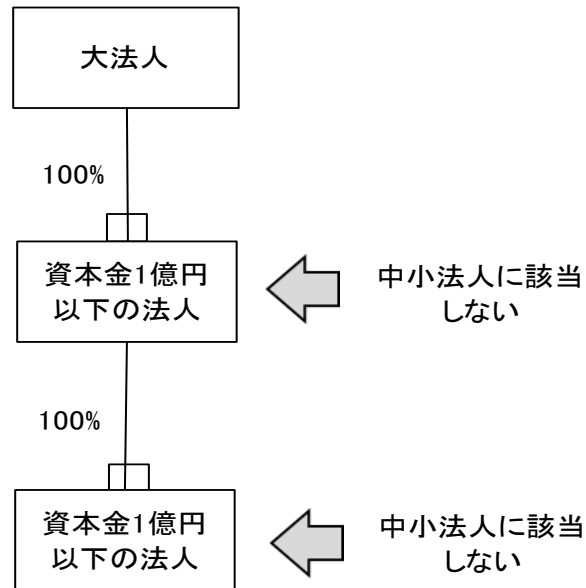 大法人
100%
資本金1億円
以下の法人
中小法人に該当
しない
100%
資本金1億円
以下の法人
中小法人に該当
しない